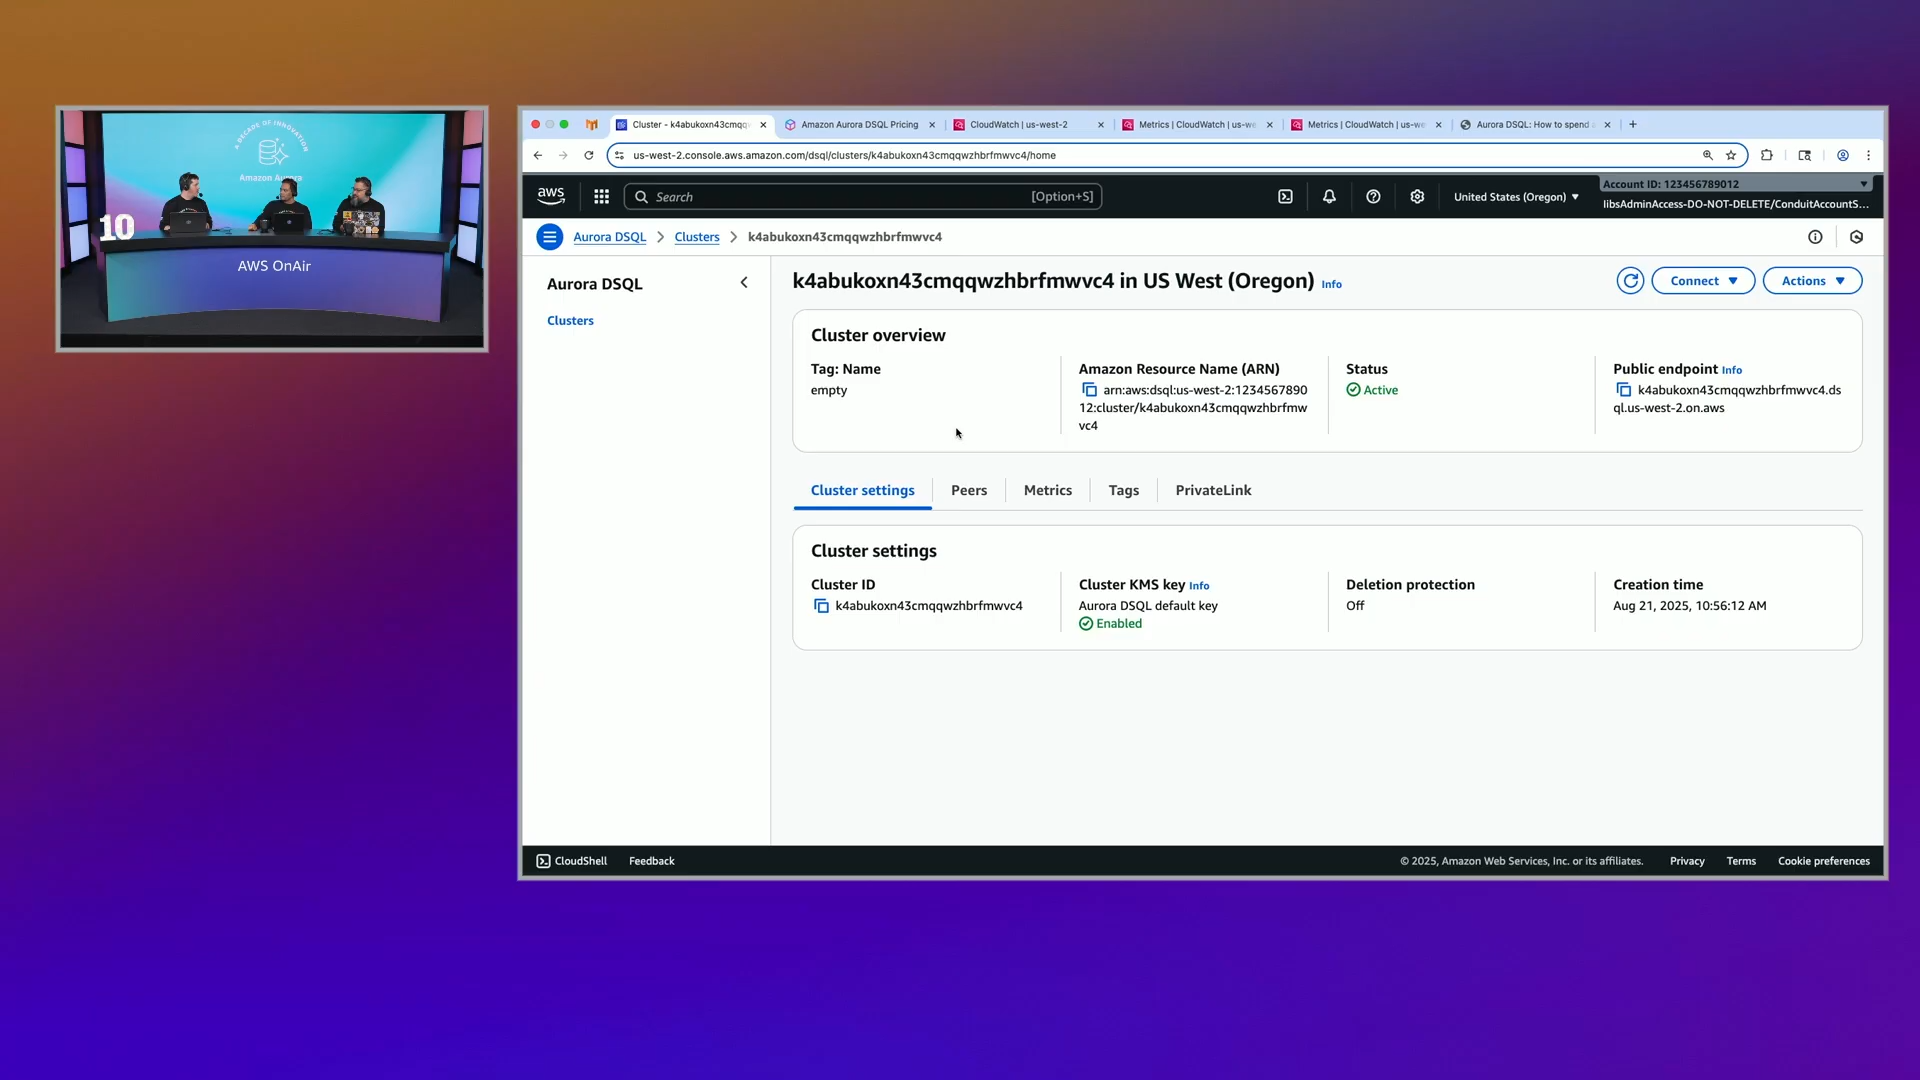 A DECADE OF INNOVATION
Amazon Aurora
10
AWS OnAir
Cluster - k4abukoxn43cmqq
Amazon Aurora DSQL Pricing
CloudWatch | us-west-2
Metrics | CloudWatch | us-we
Metrics | CloudWatch | us-we
Aurora DSQL: How to spend
us-west-2.console.aws.amazon.com/dsql/clusters/k4abukoxn43cmqqwzhbrfmwvc4/home
aws
Search
[Option+S]
United States (Oregon)
Account ID: 123456789012
libsAdminAccess-DO-NOT-DELETE/ConduitAccountS...
Aurora DSQL
Clusters
k4abukoxn43cmqqwzhbrfmwvc4
Aurora DSQL
Clusters
k4abukoxn43cmqqwzhbrfmwvc4 in US West (Oregon) Info
Connect
Actions
Cluster overview
Tag: Name
empty
Amazon Resource Name (ARN)
arn:aws:dsql:us-west-2:1234567890
12:cluster/k4abukoxn43cmqqwzhbrfmw
vc4
Status
Active
Public endpoint Info
k4abukoxn43cmqqwzhbrfmwvc4.ds
ql.us-west-2.on.aws
Cluster settings
Peers
Metrics
Tags
PrivateLink
Cluster settings
Cluster ID
k4abukoxn43cmqqwzhbrfmwvc4
Cluster KMS key Info
Aurora DSQL default key
Enabled
Deletion protection
Off
Creation time
Aug 21, 2025, 10:56:12 AM
CloudShell
Feedback
© 2025, Amazon Web Services, Inc. or its affiliates.
Privacy
Terms
Cookie preferences